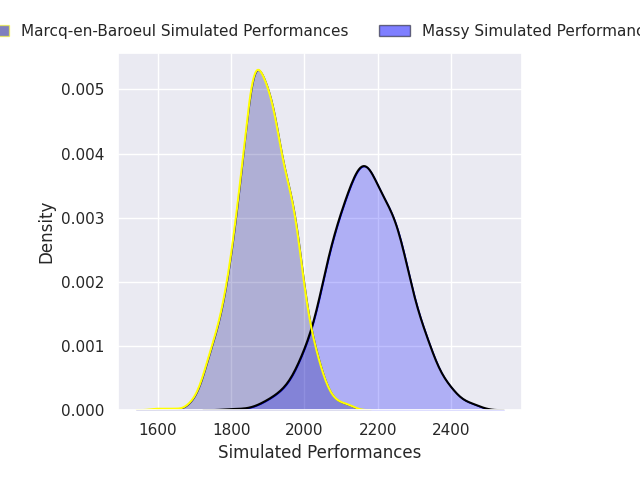 Marcq-en-Baroeul Simulated Performances Massy Simulated
0.005
0.004
0.003
0.002
0.001
0.000
Density
1600 1800 2000 2200 2400
Simulated Performances